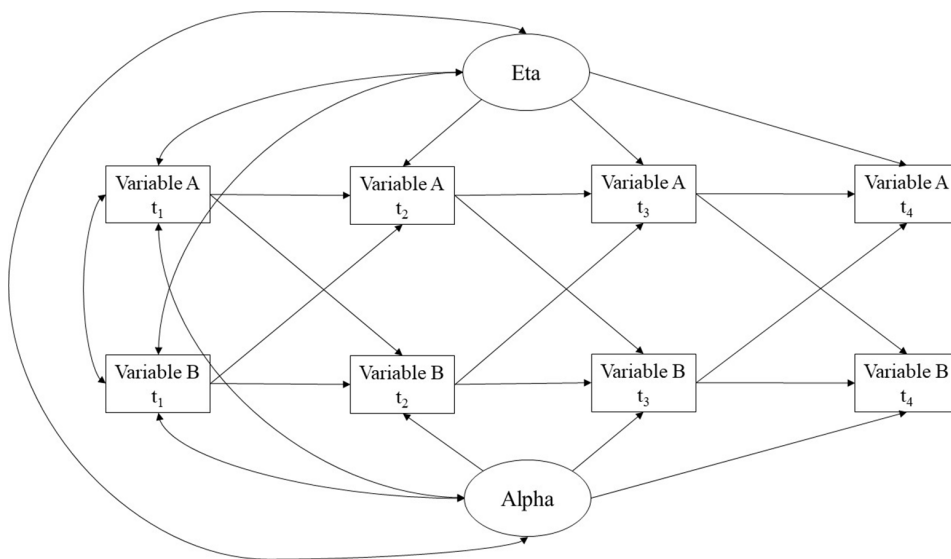 Eta
Variable A
t₁
Variable A
t₂
Variable A
t₃
Variable A
t₄
Variable B
t₁
Variable B
t₂
Variable B
t₃
Variable B
t₄
Alpha